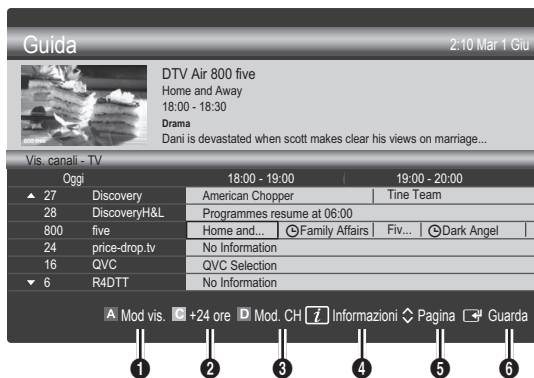 Guida 2:10 Mar 1 Giu
DTV Air 800 five
Home and Away
18:00 - 18:30
Drama
Dani is devastated when scott makes clear his views on marriage...
Vis. canali - TV
Oggi 18:00 - 19:00 19:00 - 20:00
▲ 27 Discovery American Chopper Tine Team
28 DiscoveryH&L Programmes resume at 06:00
800 five Home and... Family Affairs Fiv... Dark Angel
24 price-drop.tv No Information
16 QVC QVC Selection
▼ 6 R4DTT No Information
A Mod vis. C +24 ore D Mod. CH i Informazioni Pagina Guarda
1 2 3 4 5 6